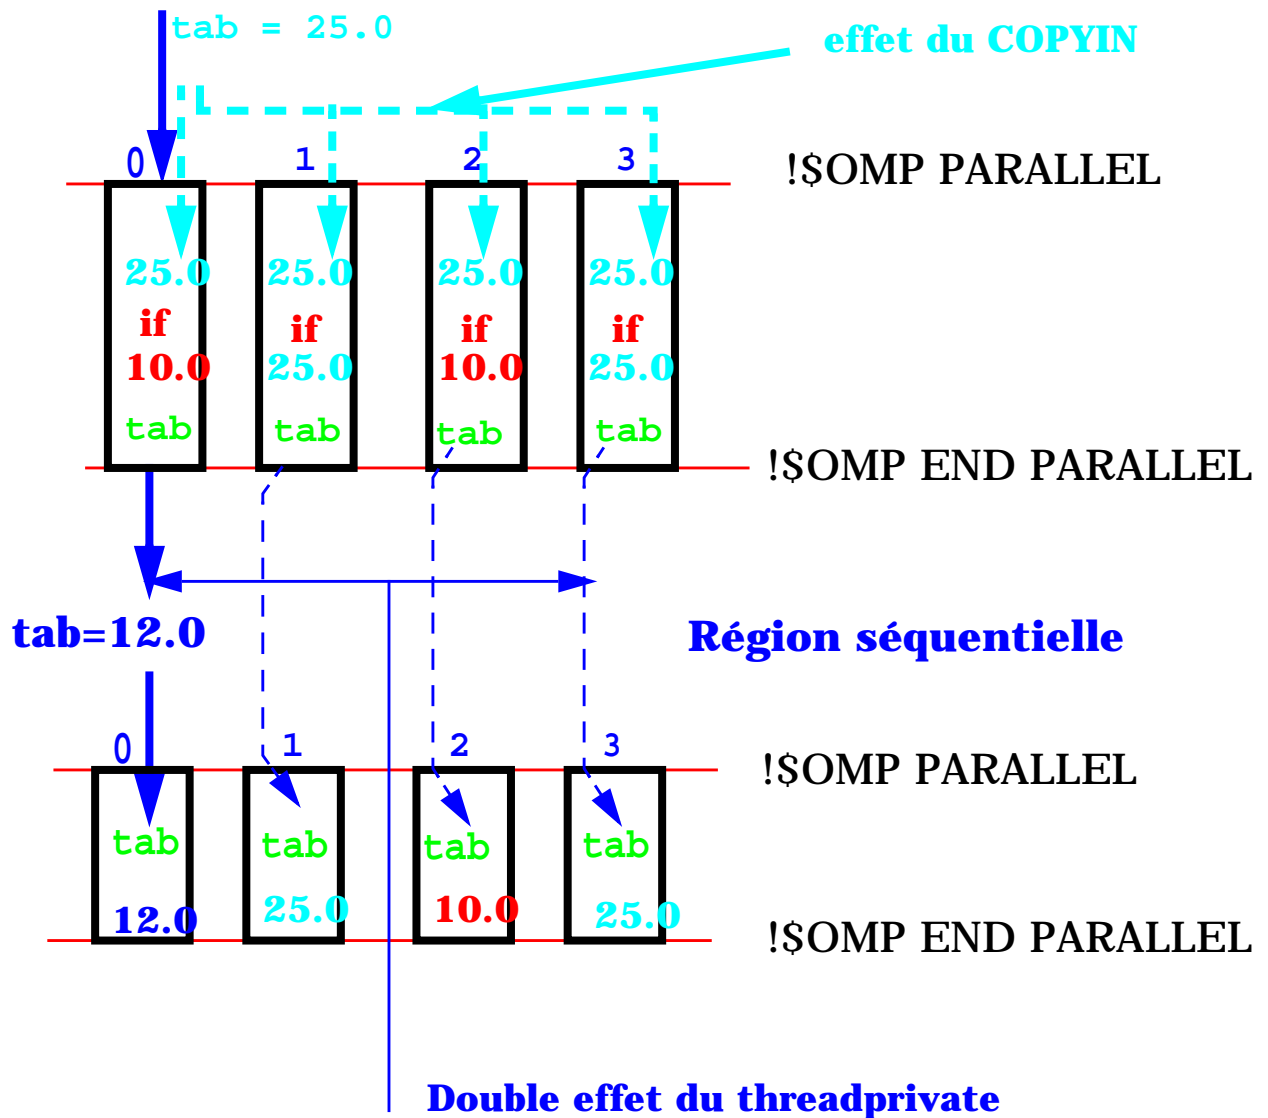 tab = 25.0
effet du COPYIN
0 1 2 3
!$OMP PARALLEL
25.0 25.0 25.0 25.0
if if if if
10.0 25.0 10.0 25.0
tab tab tab tab
!$OMP END PARALLEL
tab=12.0
Région séquentielle
0 1 2 3
!$OMP PARALLEL
tab tab tab tab
12.0 25.0 10.0 25.0
!$OMP END PARALLEL
Double effet du threadprivate